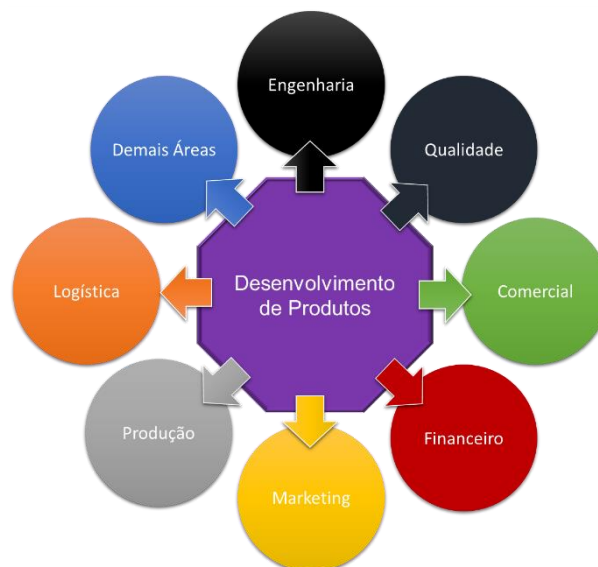 Engenharia
Demais Áreas
Qualidade
Logística
Desenvolvimento
de Produtos
Comercial
Produção
Financeiro
Marketing